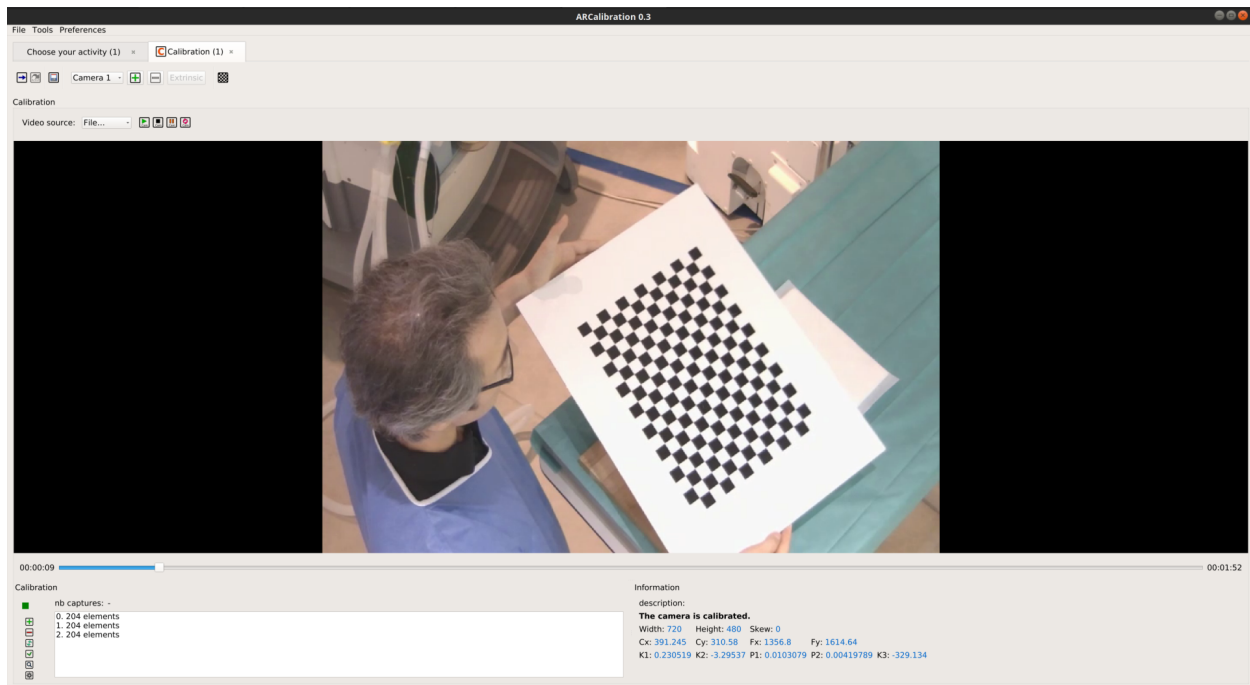 ARCalibration 0.3
File Tools Preferences
Choose your activity (1) × Calibration (1) ×
Camera 1 Extrinsic
Calibration
Video source: File...
00:00:09 00:01:52
Calibration
nb captures: -
0. 204 elements
1. 204 elements
2. 204 elements
Information
description:
The camera is calibrated.
Width: 720 Height: 480 Skew: 0
Cx: 391.245 Cy: 310.58 Fx: 1356.8 Fy: 1614.64
K1: 0.230519 K2: -3.29537 P1: 0.0103079 P2: 0.00419789 K3: -329.134